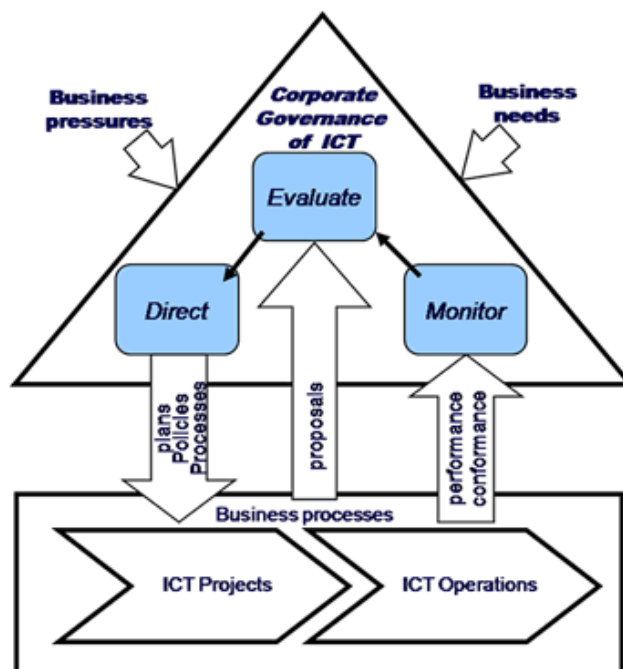 Business
pressures
Corporate
Governance
of ICT
Business
needs
Evaluate
Direct
Monitor
plans
Policies
Processes
proposals
performance
conformance
Business processes
ICT Projects
ICT Operations